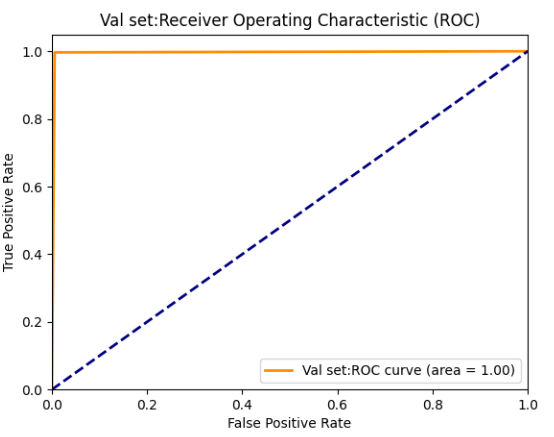 Val set:Receiver Operating Characteristic (ROC)
1.0
0.8
0.6
0.4
0.2
0.0
True Positive Rate
Val set:ROC curve (area = 1.00)
0.0 0.2 0.4 0.6 0.8 1.0
False Positive Rate